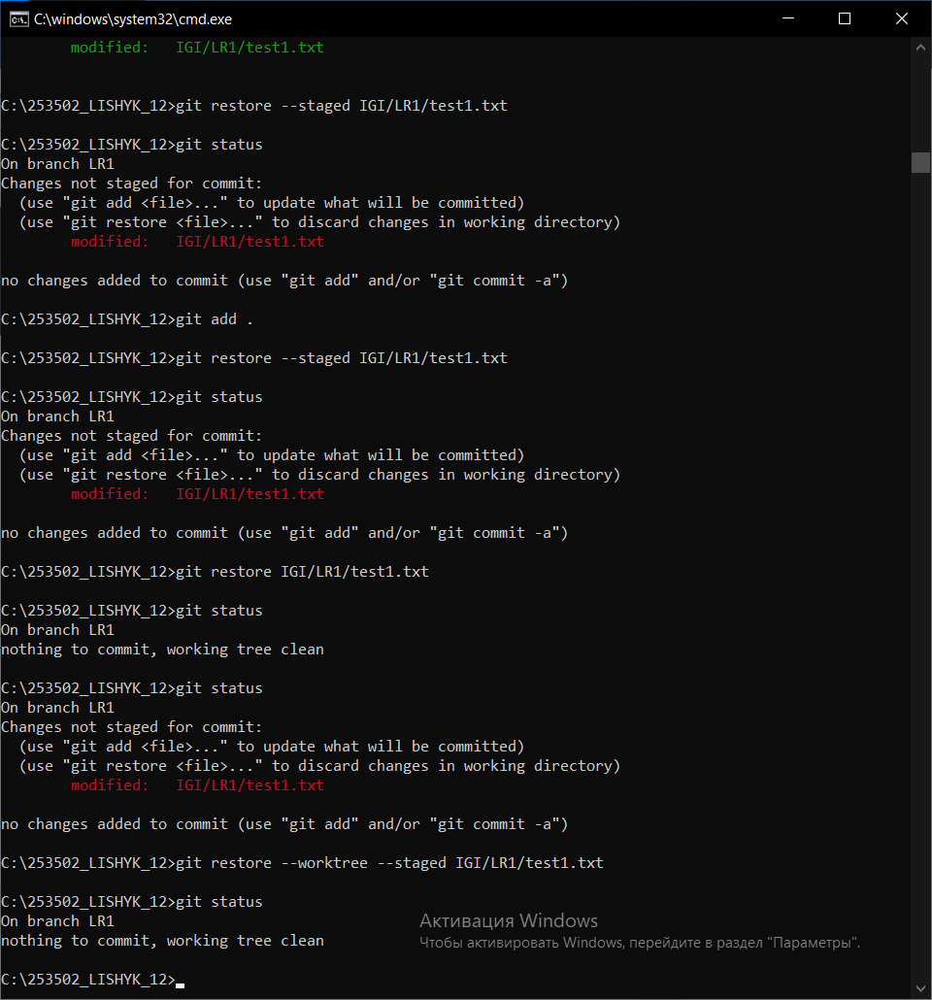 C:\windows\system32\cmd.exe
modified:   IGI/LR1/test1.txt
C:\253502_LISHYK_12>git restore --staged IGI/LR1/test1.txt
C:\253502_LISHYK_12>git status
On branch LR1
Changes not staged for commit:
  (use "git add <file>..." to update what will be committed)
  (use "git restore <file>..." to discard changes in working directory)
        modified:   IGI/LR1/test1.txt
no changes added to commit (use "git add" and/or "git commit -a")
C:\253502_LISHYK_12>git add .
C:\253502_LISHYK_12>git restore --staged IGI/LR1/test1.txt
C:\253502_LISHYK_12>git status
On branch LR1
Changes not staged for commit:
  (use "git add <file>..." to update what will be committed)
  (use "git restore <file>..." to discard changes in working directory)
        modified:   IGI/LR1/test1.txt
no changes added to commit (use "git add" and/or "git commit -a")
C:\253502_LISHYK_12>git restore IGI/LR1/test1.txt
C:\253502_LISHYK_12>git status
On branch LR1
nothing to commit, working tree clean
C:\253502_LISHYK_12>git status
On branch LR1
Changes not staged for commit:
  (use "git add <file>..." to update what will be committed)
  (use "git restore <file>..." to discard changes in working directory)
        modified:   IGI/LR1/test1.txt
no changes added to commit (use "git add" and/or "git commit -a")
C:\253502_LISHYK_12>git restore --worktree --staged IGI/LR1/test1.txt
C:\253502_LISHYK_12>git status
On branch LR1
nothing to commit, working tree clean
Активация Windows
Чтобы активировать Windows, перейдите в раздел "Параметры".
C:\253502_LISHYK_12>